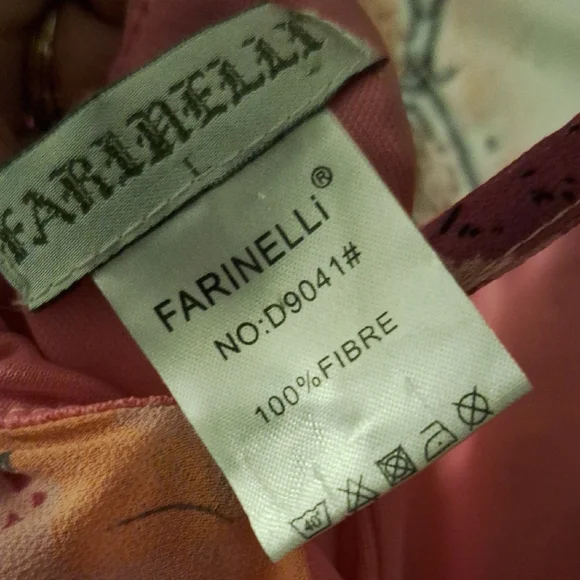 FARINELLI
L
FARINELLi®
NO:D9041#
100%FIBRE
40